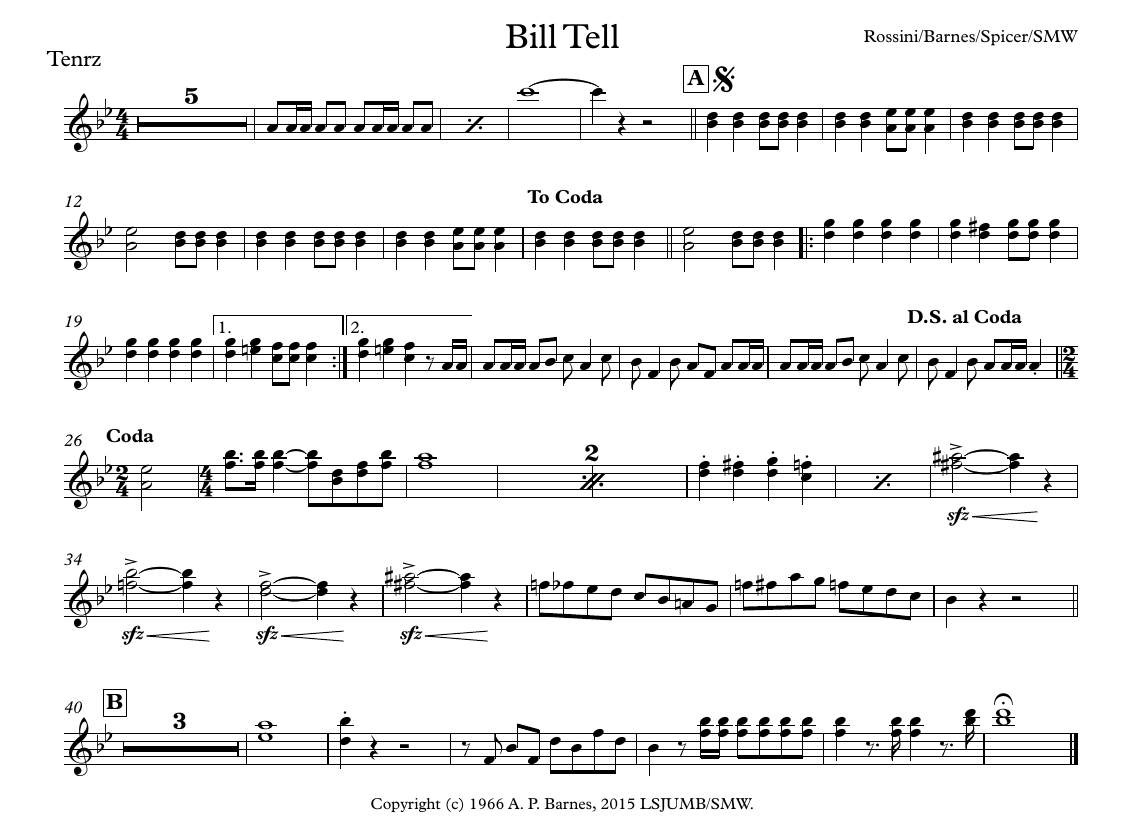 Bill Tell
Rossini/Barnes/Spicer/SMW
Tenrz
5
A
12
To Coda
19
1.
2.
D.S. al Coda
26
Coda
2
sfz
34
sfz
sfz
sfz
40
B
3
Copyright (c) 1966 A. P. Barnes, 2015 LSJUMB/SMW.